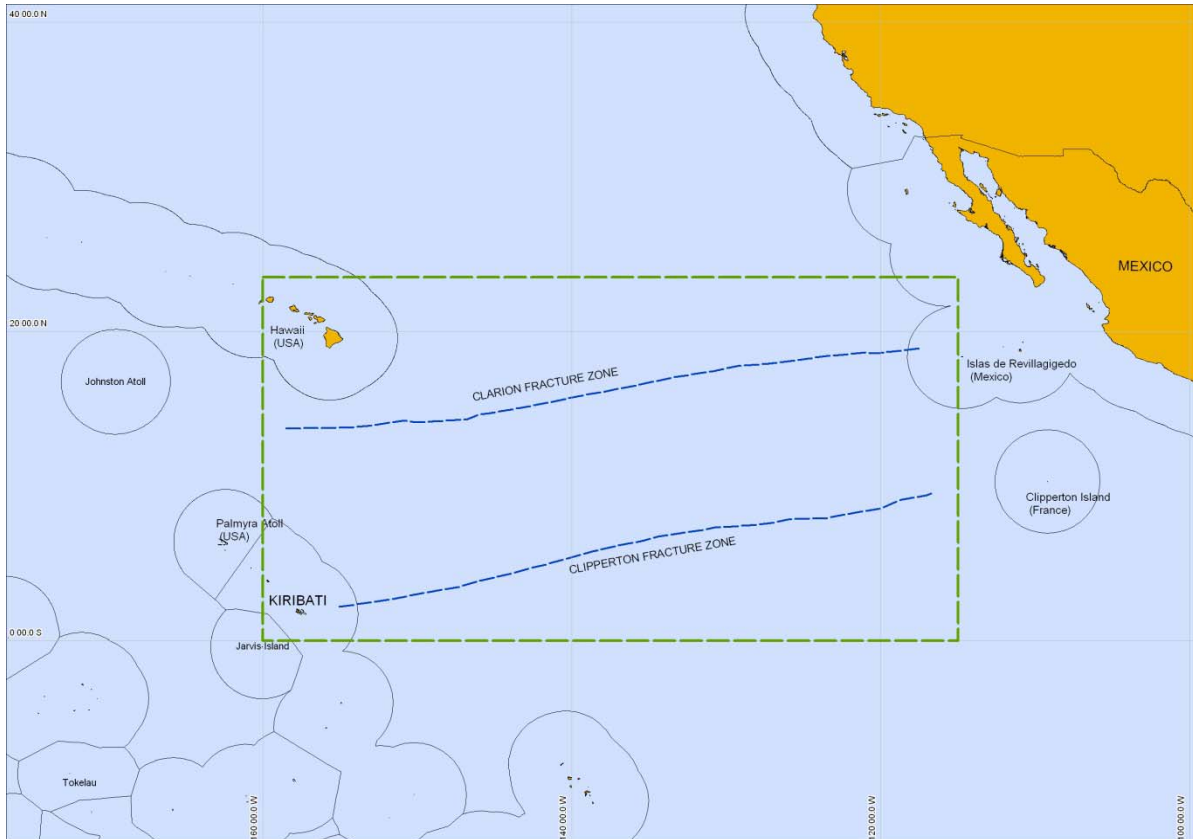 40 00.0 N
MEXICO
20 00.0 N
Hawaii
(USA)
Islas de Revillagigedo
(Mexico)
Johnston Atoll
CLARION FRACTURE ZONE
Clipperton Island
(France)
Palmyra Atoll
(USA)
CLIPPERTON FRACTURE ZONE
KIRIBATI
0 00.0 S
Jarvis Island
Tokelau
160 00.0 W
140 00.0 W
120 00.0 W
100 00.0 W